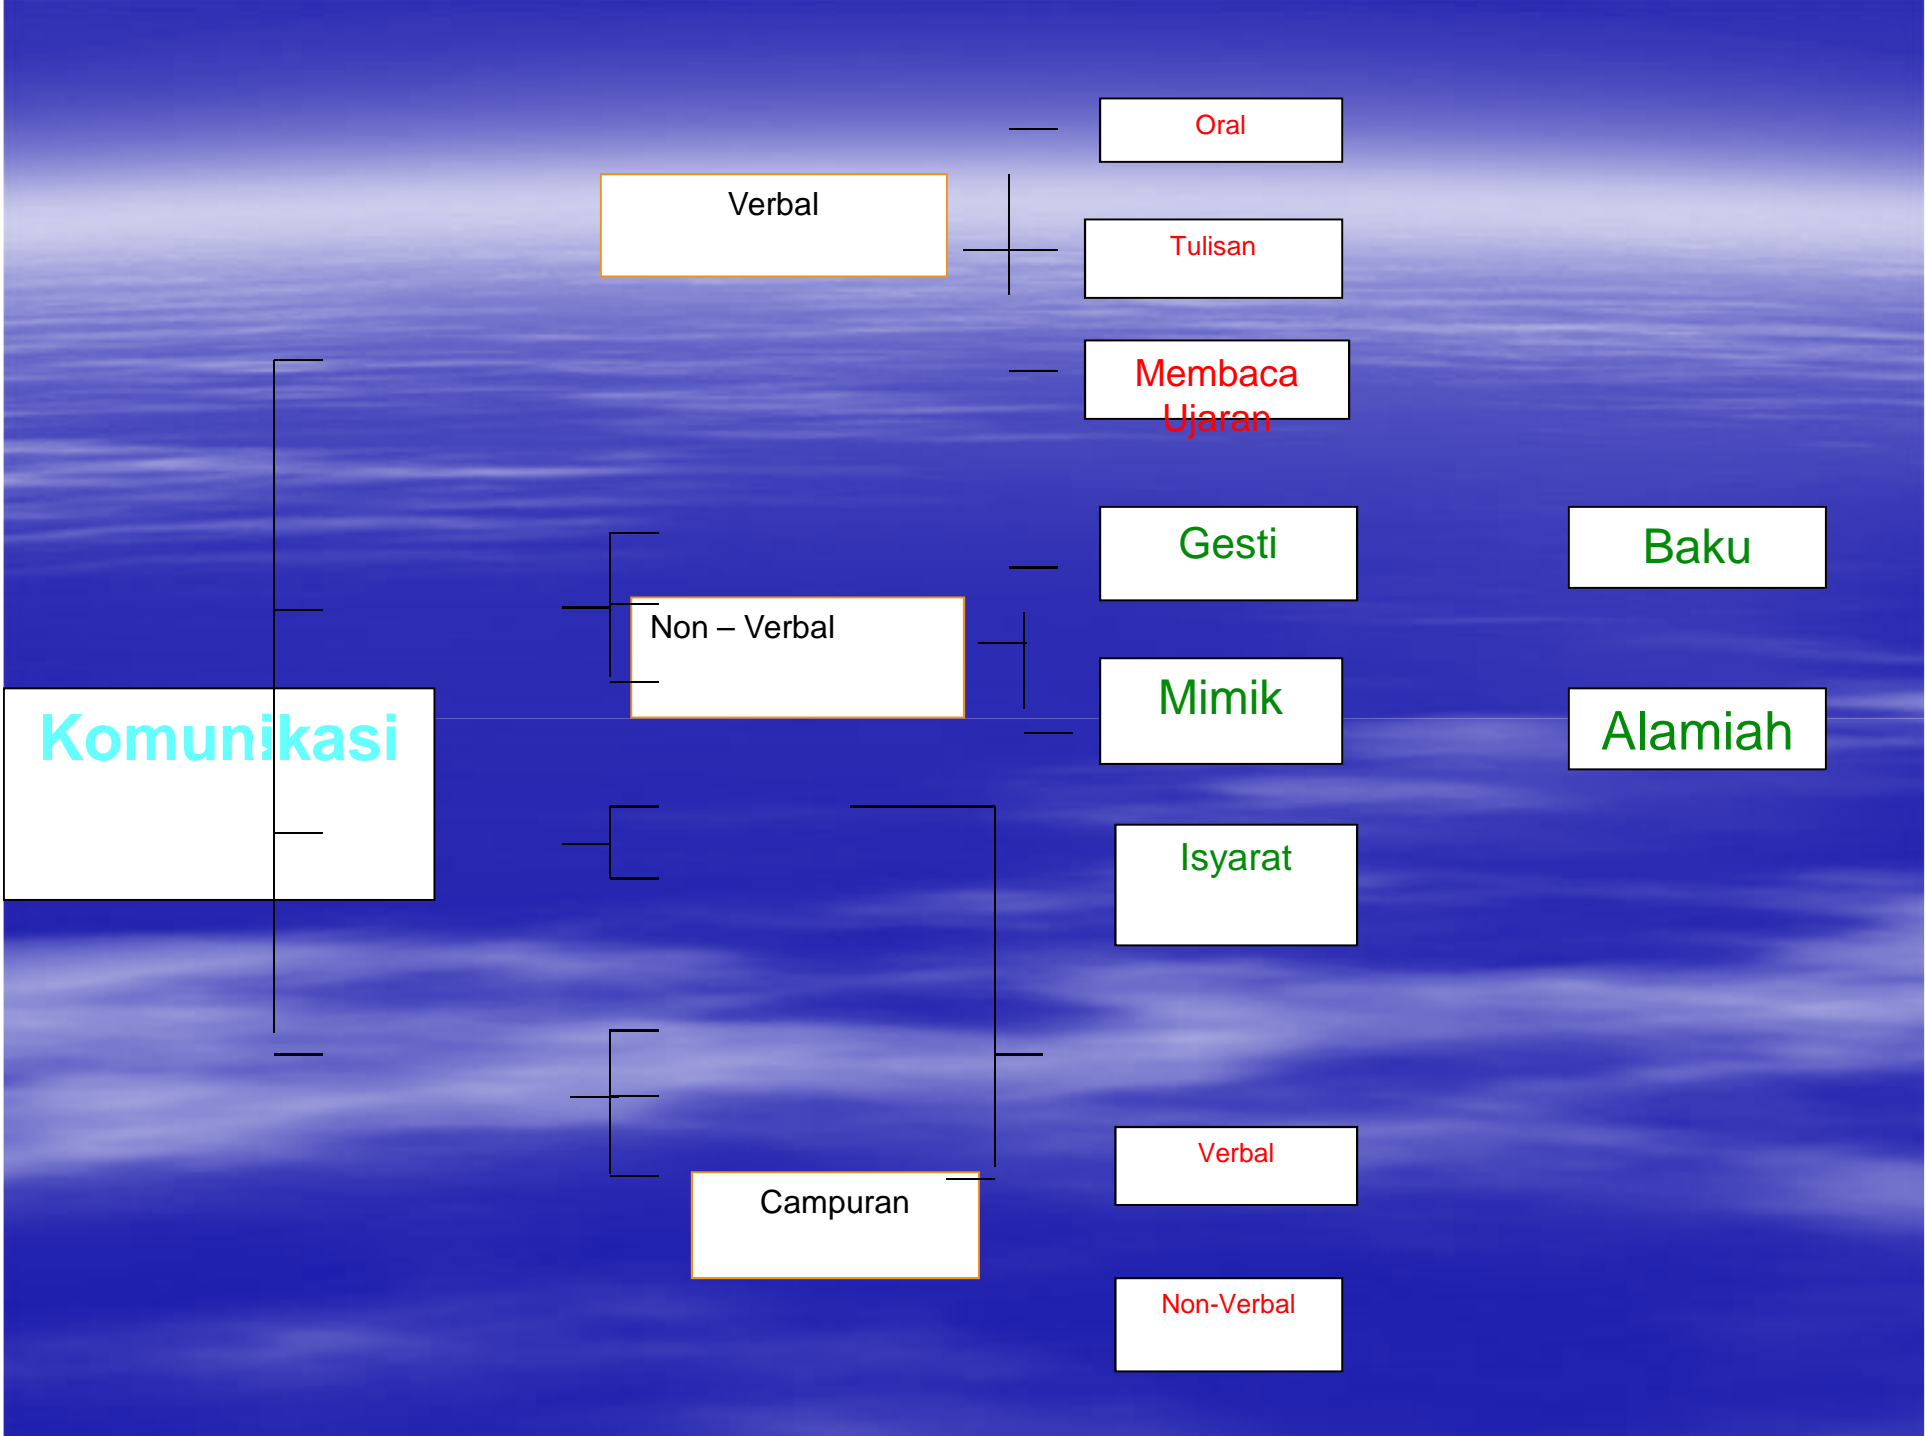 Oral
Verbal
Tulisan
Membaca
Ujaran
Gesti
Baku
Non – Verbal
Mimik
Komunikasi
Alamiah
Isyarat
Verbal
Campuran
Non-Verbal